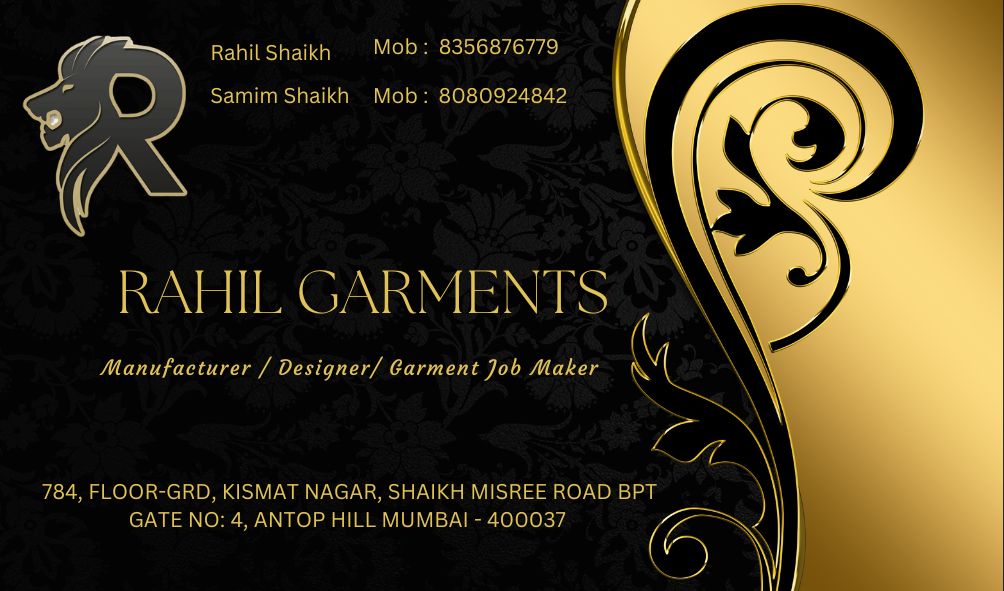 R
Rahil Shaikh Mob : 8356876779
Samim Shaikh Mob : 8080924842
RAHIL GARMENTS
Manufacturer / Designer/ Garment Job Maker
784, FLOOR-GRD, KISMAT NAGAR, SHAIKH MISREE ROAD BPT
GATE NO: 4, ANTOP HILL MUMBAI - 400037